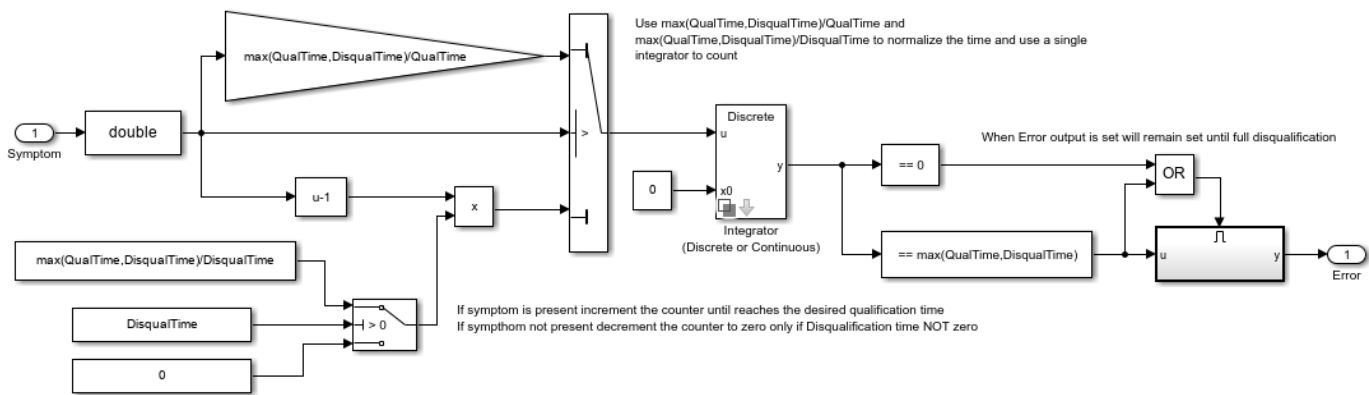 Use max(QualTime,DisqualTime)/QualTime and
max(QualTime,DisqualTime)/DisqualTime to normalize the time and use a single
integrator to count
max(QualTime,DisqualTime)/QualTime
1
Symptom
double
>
u-1
x
max(QualTime,DisqualTime)/DisqualTime
DisqualTime
> 0
0
If symptom is present increment the counter until reaches the desired qualification time
If sympthom not present decrement the counter to zero only if Disqualification time NOT zero
0
Discrete
u
y
x0
Integrator
(Discrete or Continuous)
When Error output is set will remain set until full disqualification
== 0
OR
== max(QualTime,DisqualTime)
u
y
1
Error